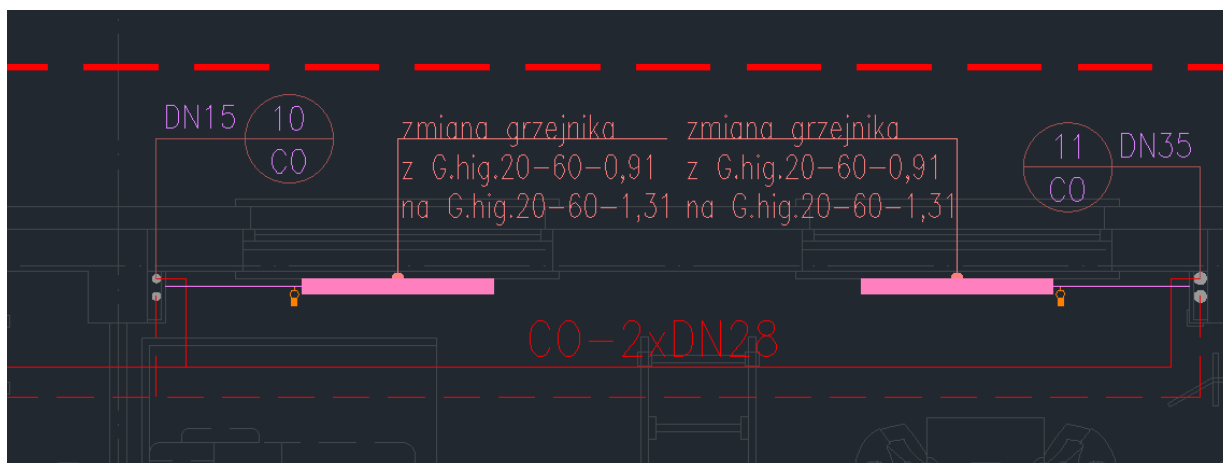 DN15
10
CO
zmiana grzejnika
z G.hig.20-60-0,91
na G.hig.20-60-1,31
zmiana grzejnika
z G.hig.20-60-0,91
na G.hig.20-60-1,31
11
CO
DN35
CO-2xDN28